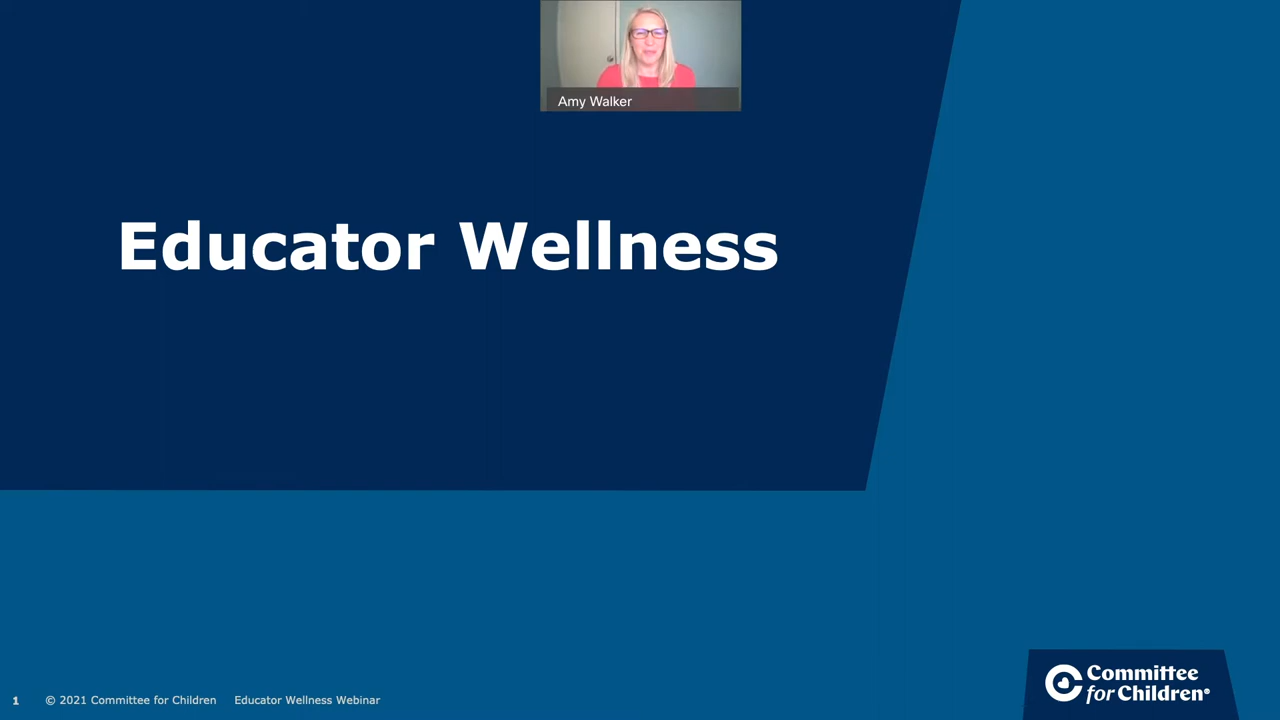 Amy Walker
Educator Wellness
1 © 2021 Committee for Children Educator Wellness Webinar
Committee
for Children®